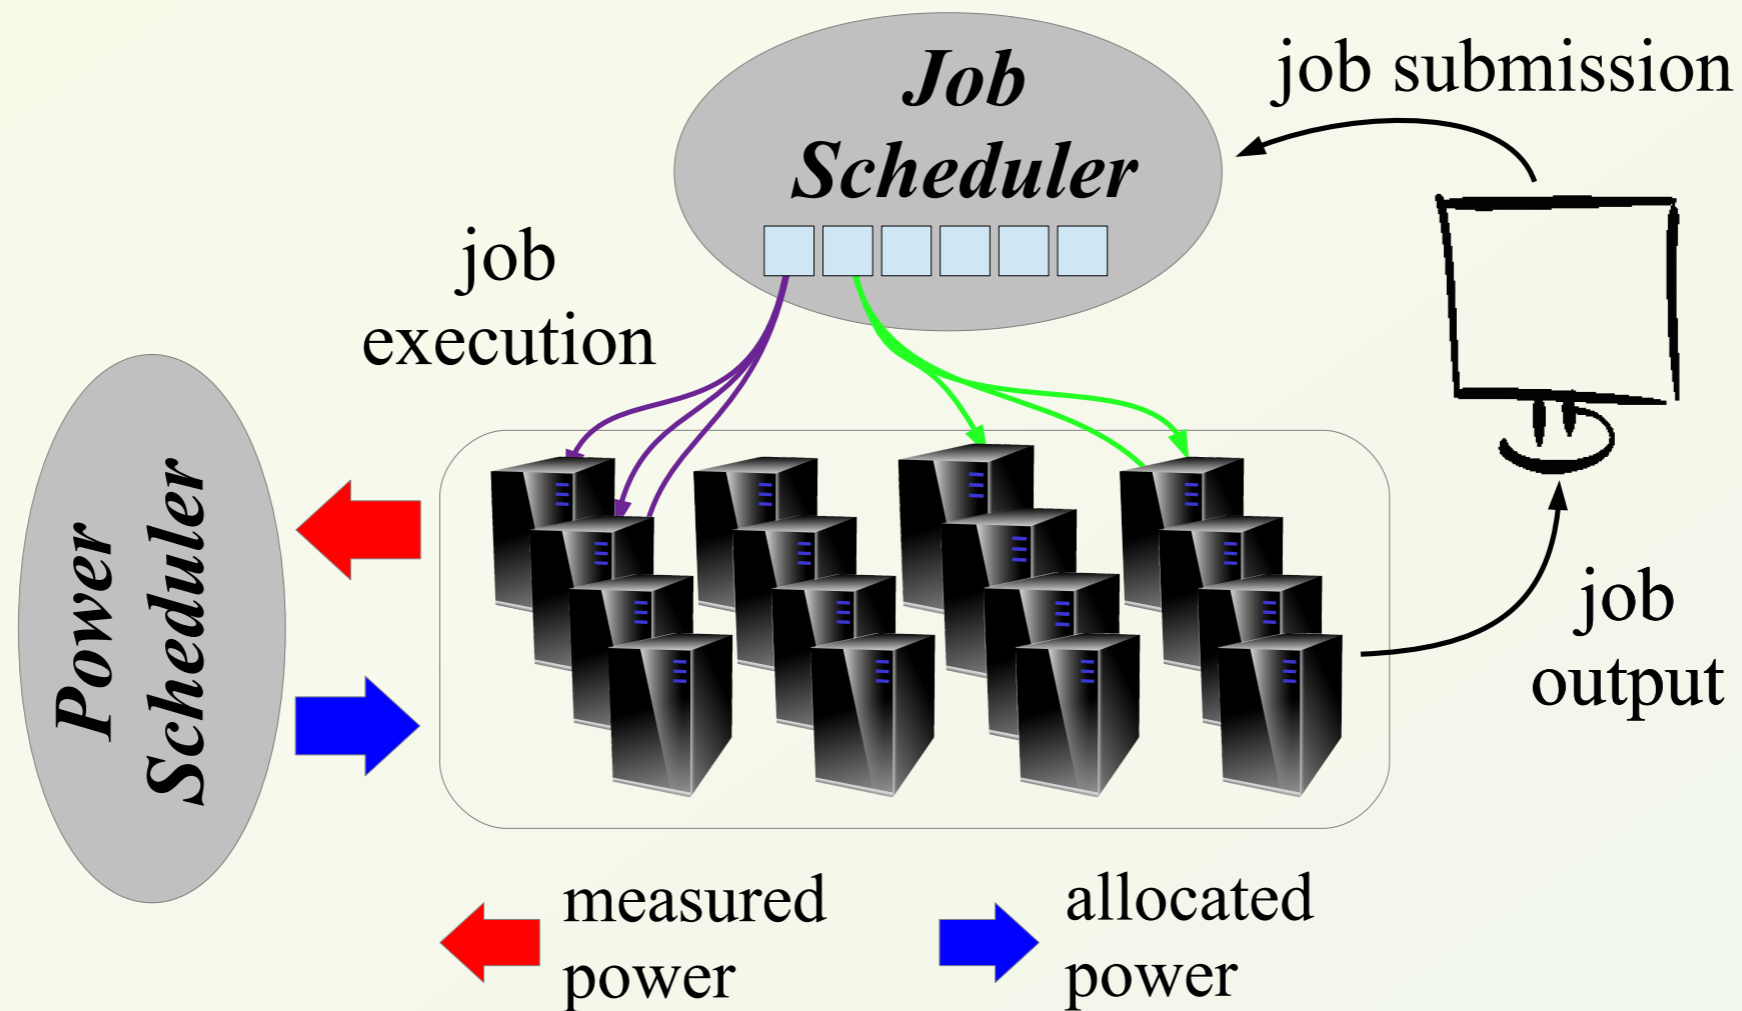 Job
Scheduler
job submission
job
execution
Power
Scheduler
job
output
measured
power
allocated
power